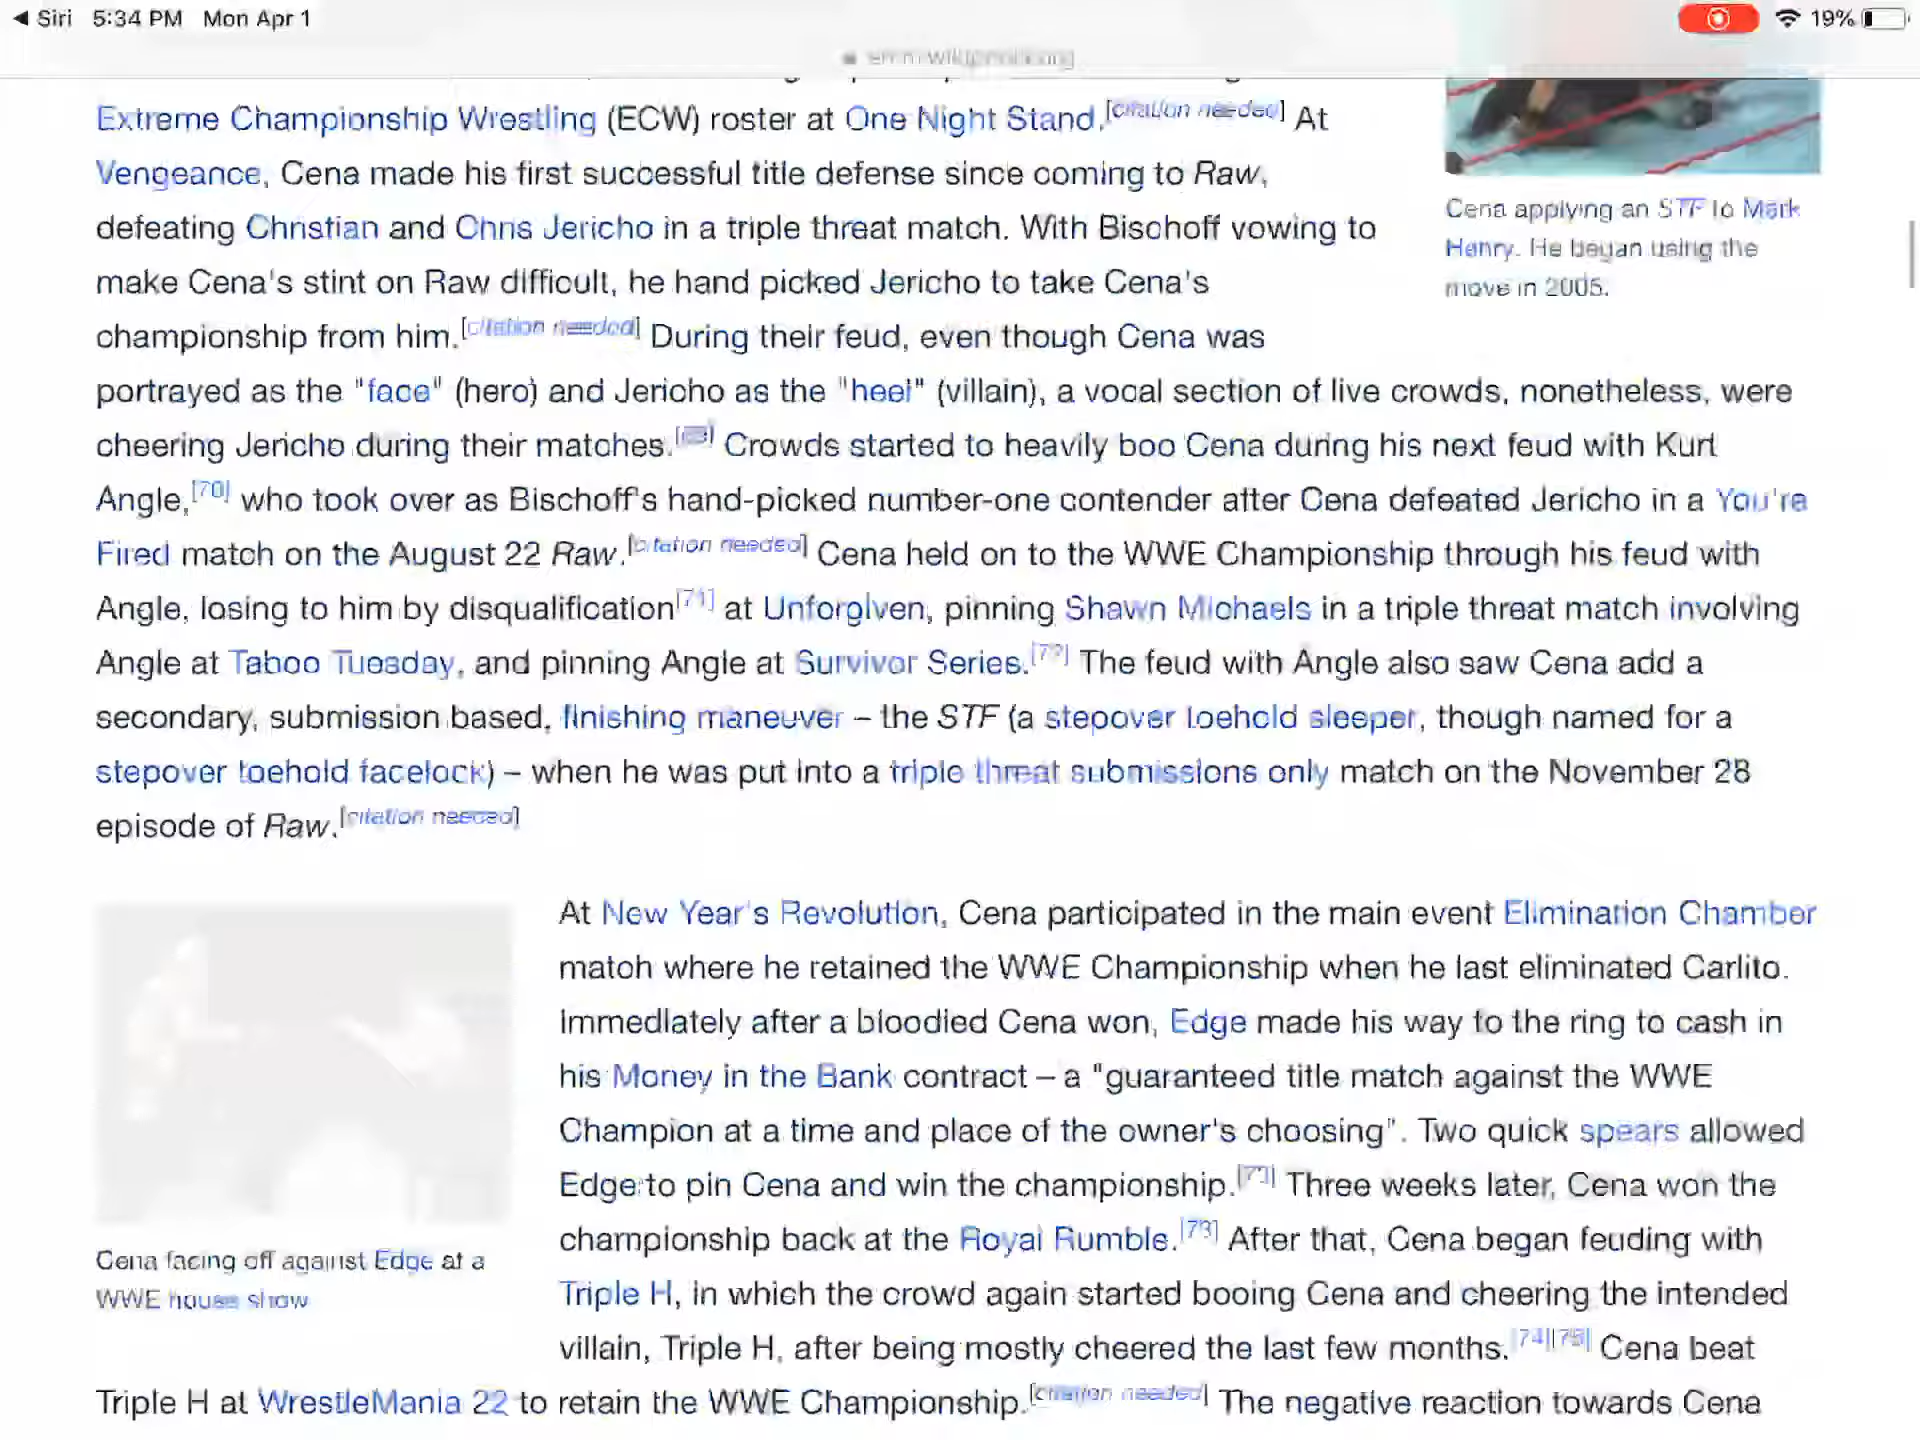 ◀ Siri 5:34 PM Mon Apr 1
19%
Extreme Championship Wrestling (ECW) roster at One Night Stand.[citation needed] At
Vengeance, Cena made his first successful title defense since coming to Raw,
defeating Christian and Chris Jericho in a triple threat match. With Bischoff vowing to
make Cena's stint on Raw difficult, he hand picked Jericho to take Cena's
championship from him.[citation needed] During their feud, even though Cena was
portrayed as the "face" (hero) and Jericho as the "heel" (villain), a vocal section of live crowds, nonetheless, were
cheering Jericho during their matches. Crowds started to heavily boo Cena during his next feud with Kurt
Angle,[70] who took over as Bischoff's hand-picked number-one contender after Cena defeated Jericho in a You're
Fired match on the August 22 Raw.[citation needed] Cena held on to the WWE Championship through his feud with
Angle, losing to him by disqualification[71] at Unforgiven, pinning Shawn Michaels in a triple threat match involving
Angle at Taboo Tuesday, and pinning Angle at Survivor Series.[72] The feud with Angle also saw Cena add a
secondary, submission based, finishing maneuver – the STF (a stepover toehold sleeper, though named for a
stepover toehold facelock) – when he was put into a triple threat submissions only match on the November 28
episode of Raw.[citation needed]
Cena applying an STF to Mark
Henry. He began using the
move in 2005.
At New Year's Revolution, Cena participated in the main event Elimination Chamber
match where he retained the WWE Championship when he last eliminated Carlito.
Immediately after a bloodied Cena won, Edge made his way to the ring to cash in
his Money in the Bank contract – a "guaranteed title match against the WWE
Champion at a time and place of the owner's choosing". Two quick spears allowed
Edge to pin Cena and win the championship. Three weeks later, Cena won the
championship back at the Royal Rumble.[73] After that, Cena began feuding with
Triple H, in which the crowd again started booing Cena and cheering the intended
villain, Triple H, after being mostly cheered the last few months.[74][75] Cena beat
Triple H at WrestleMania 22 to retain the WWE Championship.[citation needed] The negative reaction towards Cena
Cena facing off against Edge at a
WWE house show